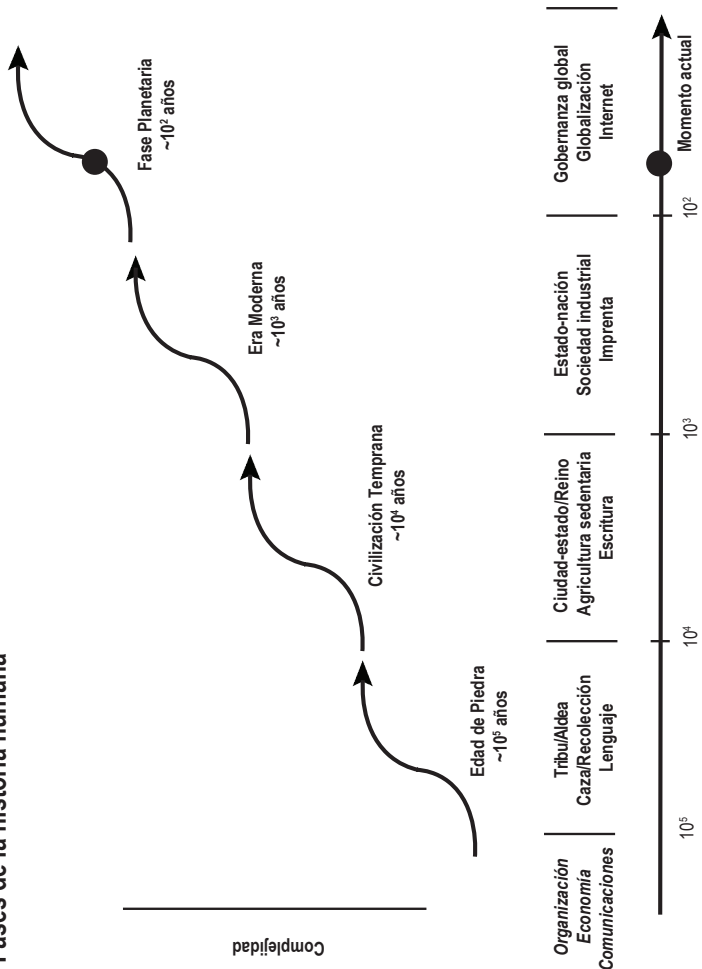 Fases de la historia humana
Complejidad
Edad de Piedra
~10⁵ años
Civilización Temprana
~10⁴ años
Era Moderna
~10³ años
Fase Planetaria
~10² años
Organización
Economía
Comunicaciones
Tribu/Aldea
Caza/Recolección
Lenguaje
Ciudad-estado/Reino
Agricultura sedentaria
Escritura
Estado-nación
Sociedad industrial
Imprenta
Gobernanza global
Globalización
Internet
10⁵
10⁴
10³
10²
Momento actual